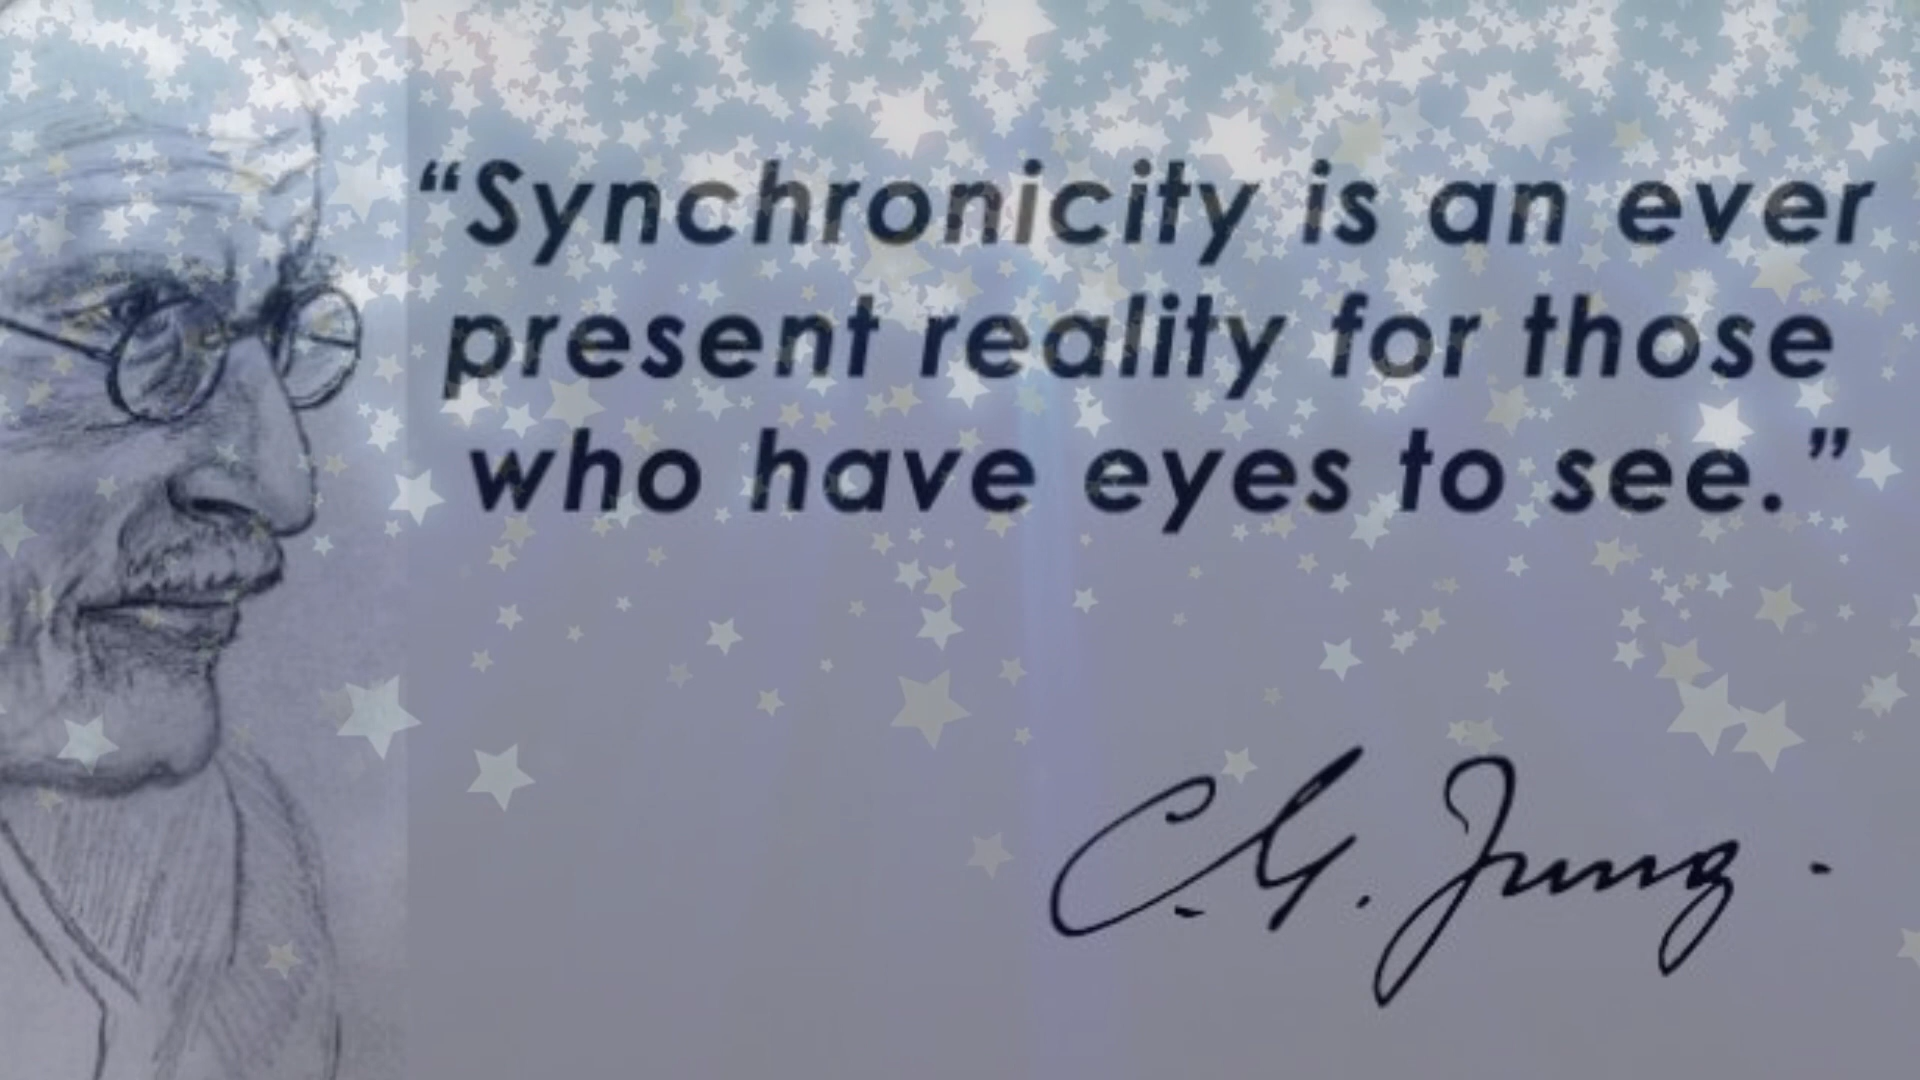 “Synchronicity is an ever
present reality for those
who have eyes to see.”
C. G. Jung.